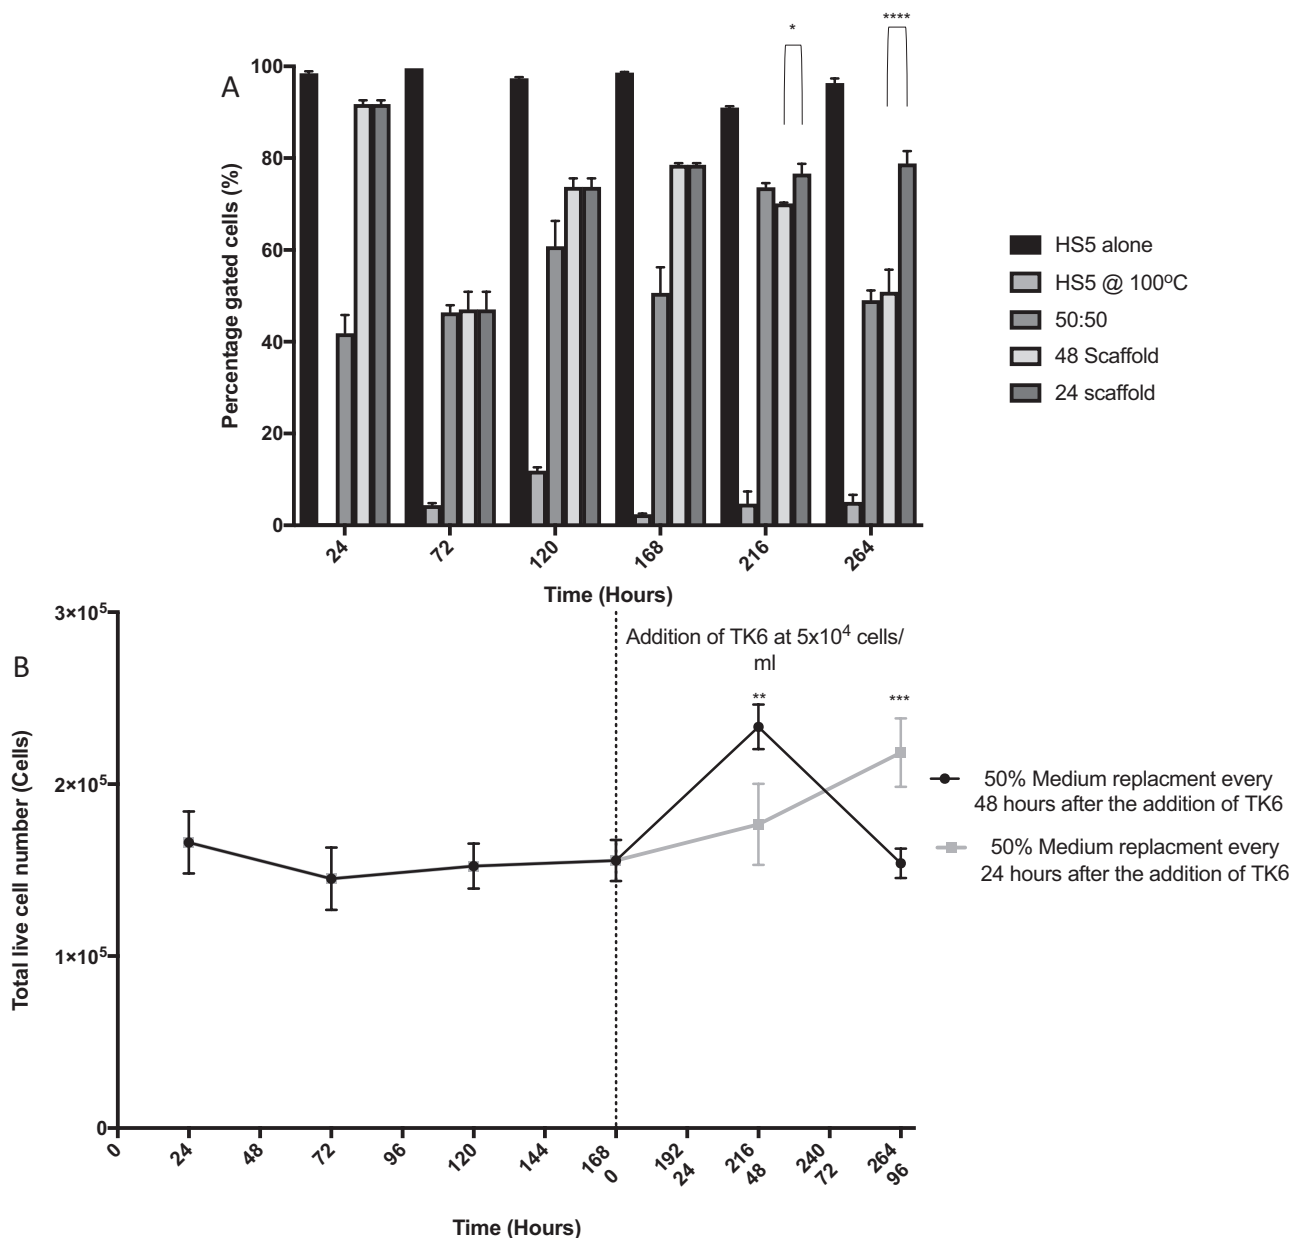 A
*
****
100
80
60
40
20
0
Percentage gated cells (%)
24
72
120
168
216
264
Time (Hours)
HS5 alone
HS5 @ 100ºC
50:50
48 Scaffold
24 scaffold
B
3×10⁵
2×10⁵
1×10⁵
0
Total live cell number (Cells)
Addition of TK6 at 5x10⁴ cells/
ml
**
***
50% Medium replacment every
48 hours after the addition of TK6
50% Medium replacment every
24 hours after the addition of TK6
0
24
48
72
96
120
144
168
0
192
24
216
48
240
72
264
96
Time (Hours)